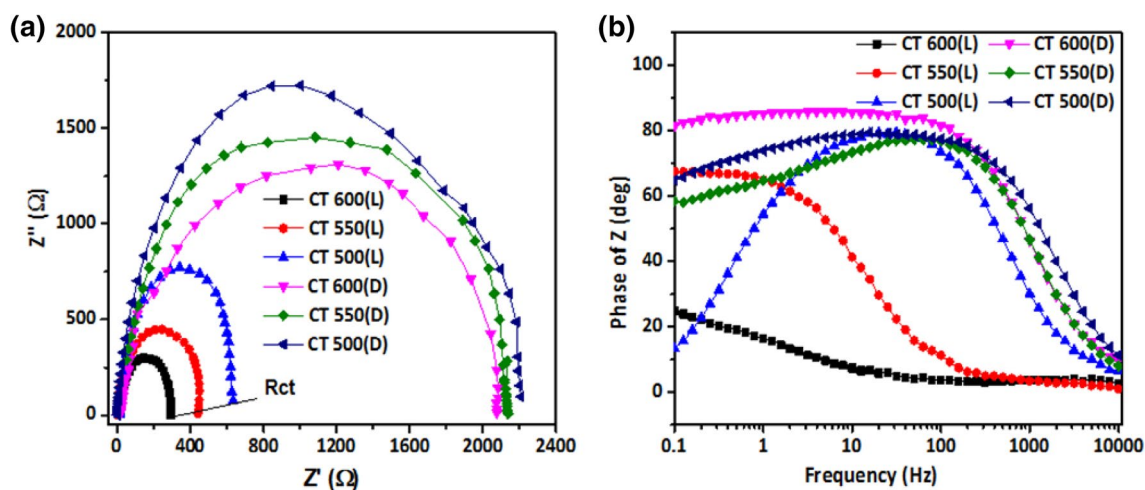 (a)
2000
1500
1000
500
0
Z'' (Ω)
CT 600(L)
CT 550(L)
CT 500(L)
CT 600(D)
CT 550(D)
CT 500(D)
Rct
0 400 800 1200 1600 2000 2400
Z' (Ω)
(b)
100
80
60
40
20
0
Phase of Z (deg)
CT 600(L) CT 600(D)
CT 550(L) CT 550(D)
CT 500(L) CT 500(D)
0.1 1 10 100 1000 10000
Frequency (Hz)